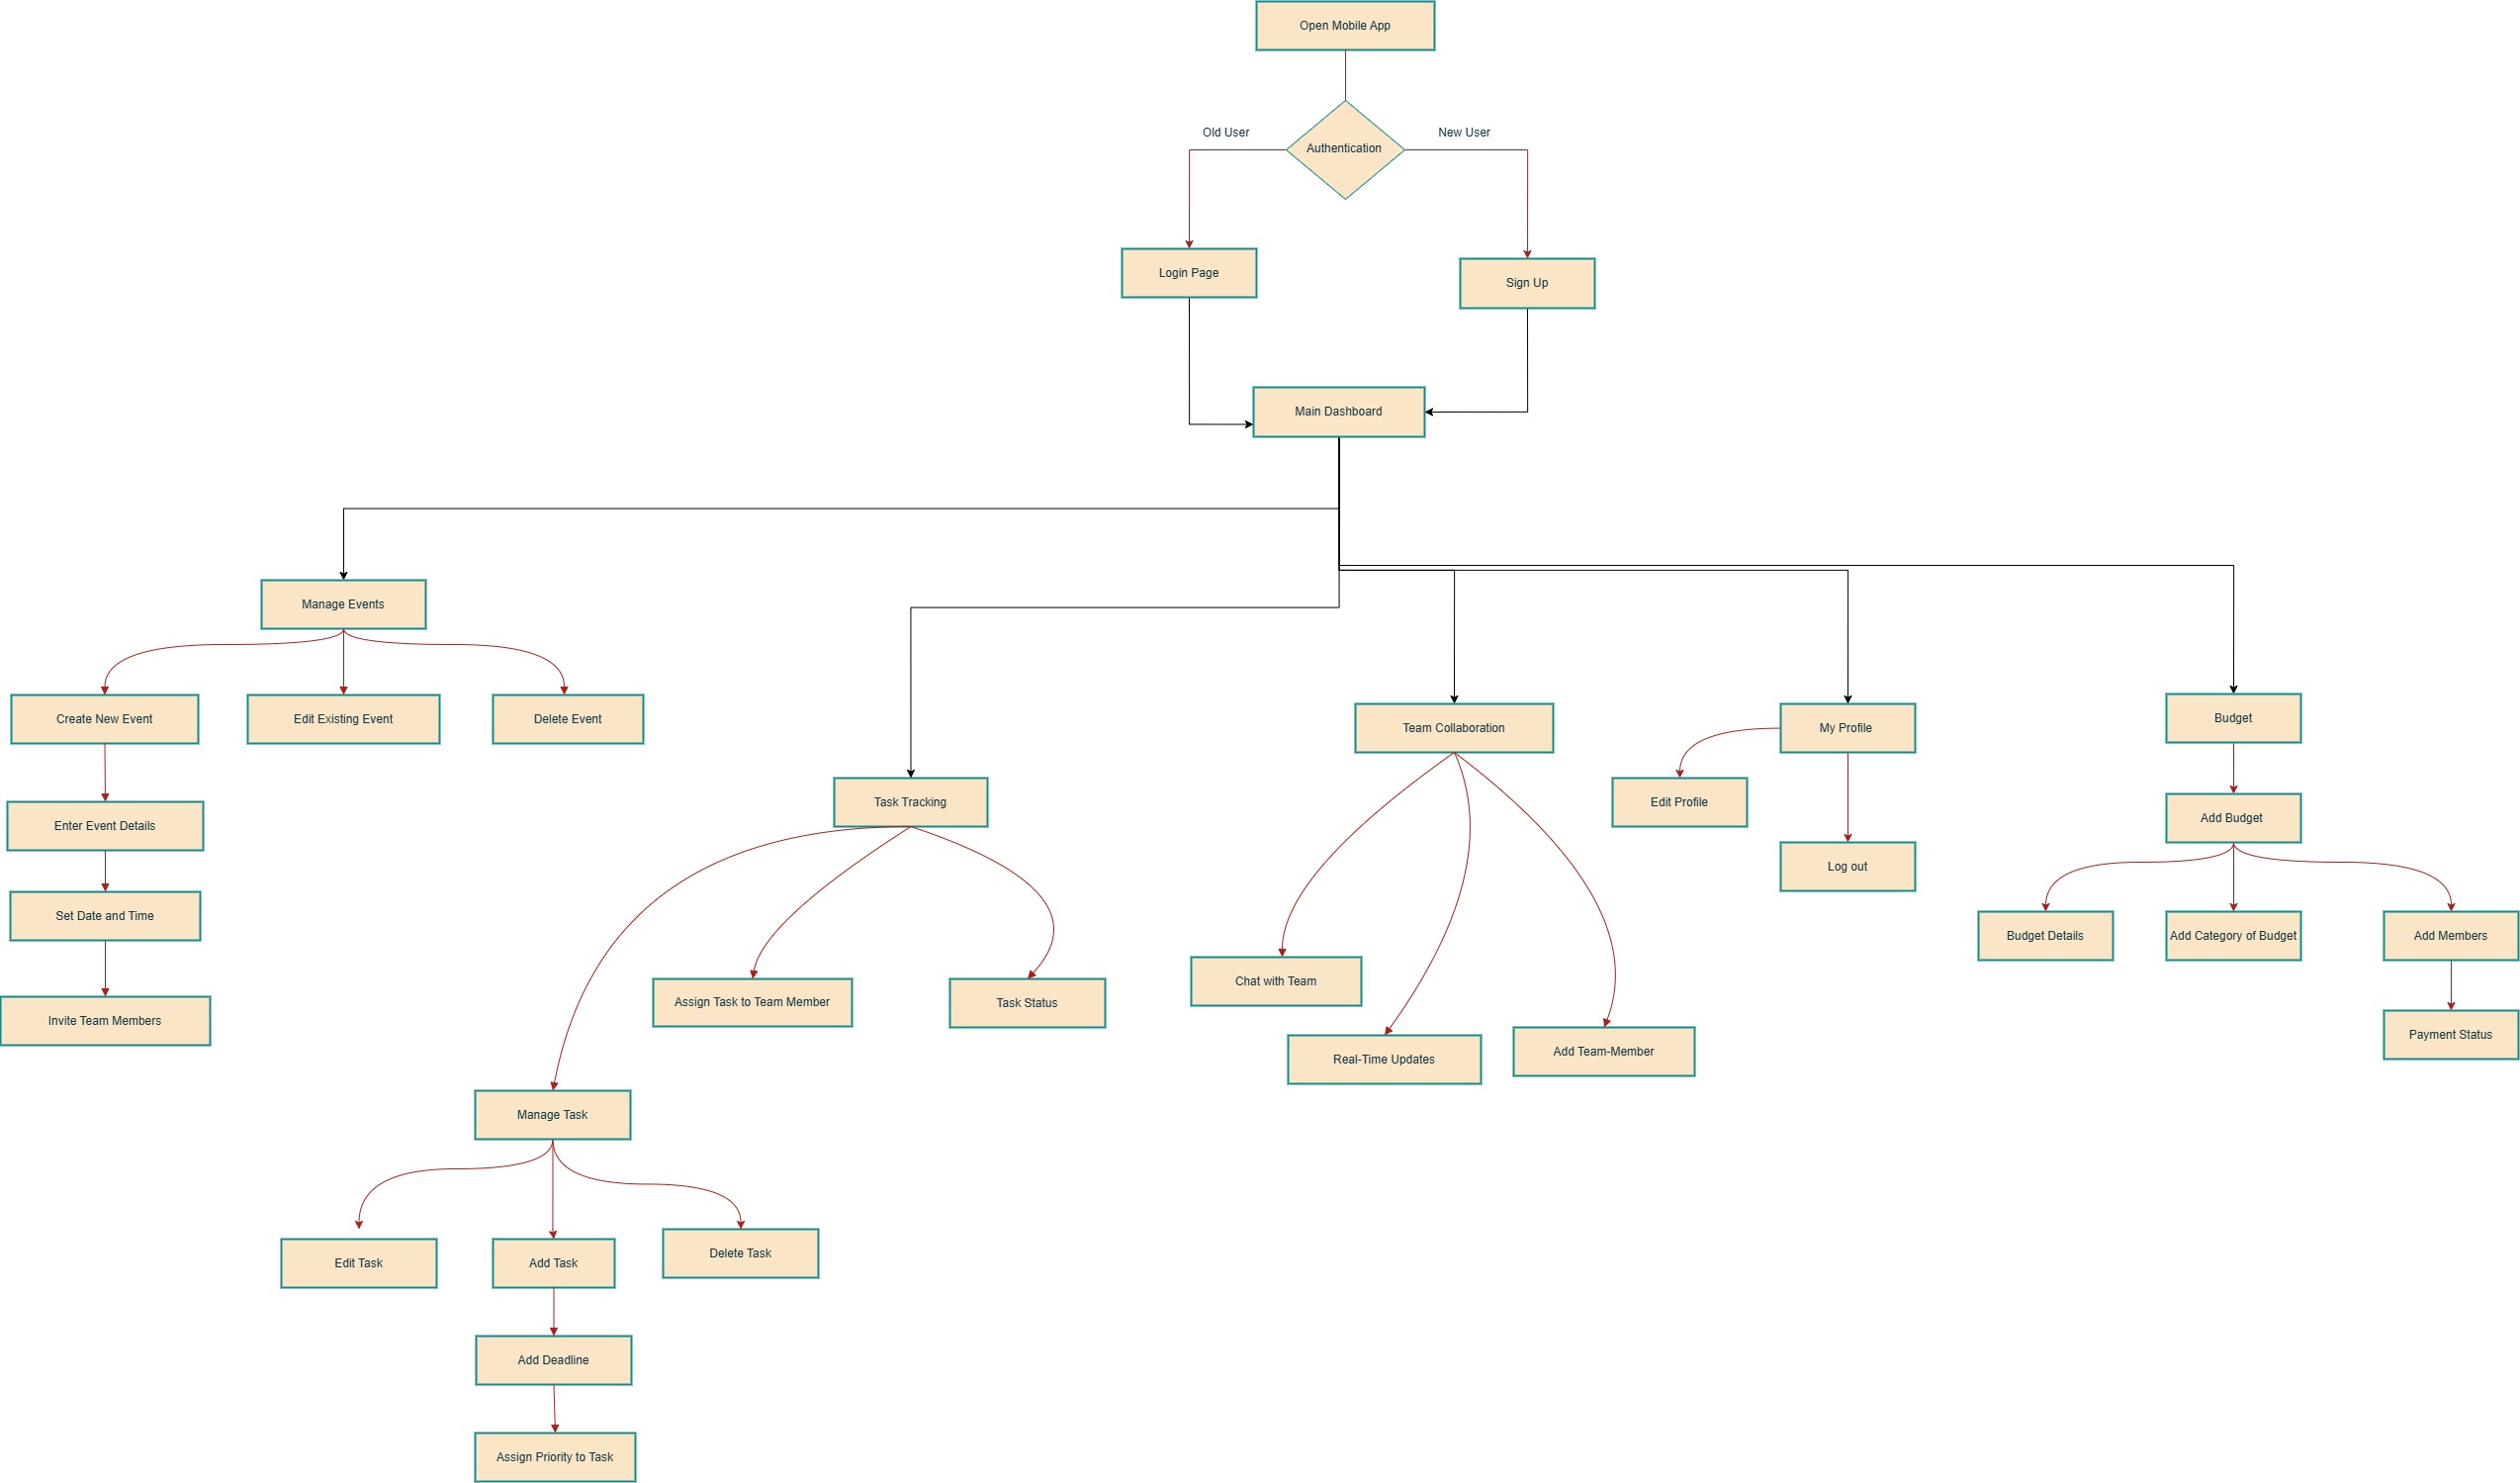 Open Mobile App
Old User
New User
Authentication
Login Page
Sign Up
Main Dashboard
Manage Events
Create New Event
Edit Existing Event
Delete Event
Team Collaboration
My Profile
Budget
Task Tracking
Edit Profile
Add Budget
Enter Event Details
Log out
Set Date and Time
Budget Details
Add Category of Budget
Add Members
Invite Team Members
Assign Task to Team Member
Task Status
Chat with Team
Real-Time Updates
Add Team-Member
Payment Status
Manage Task
Edit Task
Add Task
Delete Task
Add Deadline
Assign Priority to Task